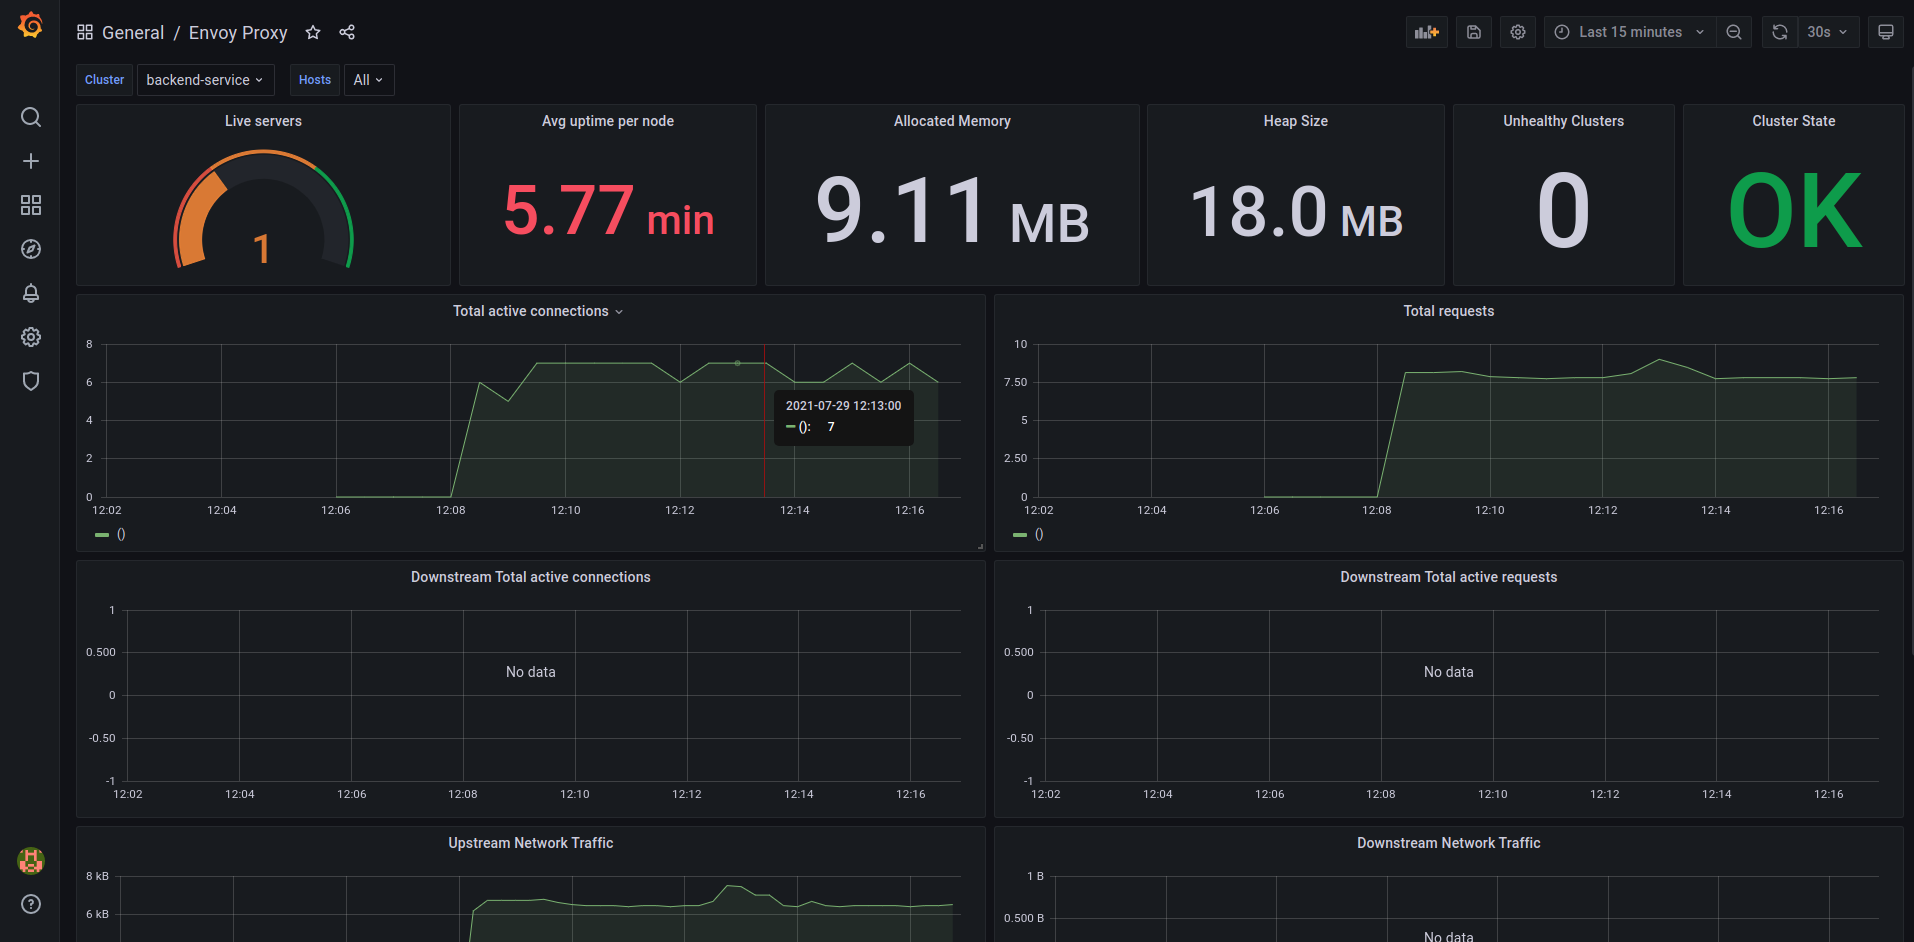 General / Envoy Proxy
Last 15 minutes
30s
Cluster
backend-service
Hosts
All
Live servers
1
Avg uptime per node
5.77 min
Allocated Memory
9.11 MB
Heap Size
18.0 MB
Unhealthy Clusters
0
Cluster State
OK
Total active connections
8
6
4
2
0
12:02 12:04 12:06 12:08 12:10 12:12 12:14 12:16
2021-07-29 12:13:00
(): 7
()
Total requests
10
7.50
5
2.50
0
12:02 12:04 12:06 12:08 12:10 12:12 12:14 12:16
()
Downstream Total active connections
1
0.500
0
-0.50
-1
No data
12:02 12:04 12:06 12:08 12:10 12:12 12:14 12:16
Downstream Total active requests
1
0.500
0
-0.50
-1
No data
12:02 12:04 12:06 12:08 12:10 12:12 12:14 12:16
Upstream Network Traffic
8 kB
6 kB
Downstream Network Traffic
1 B
0.500 B
No data